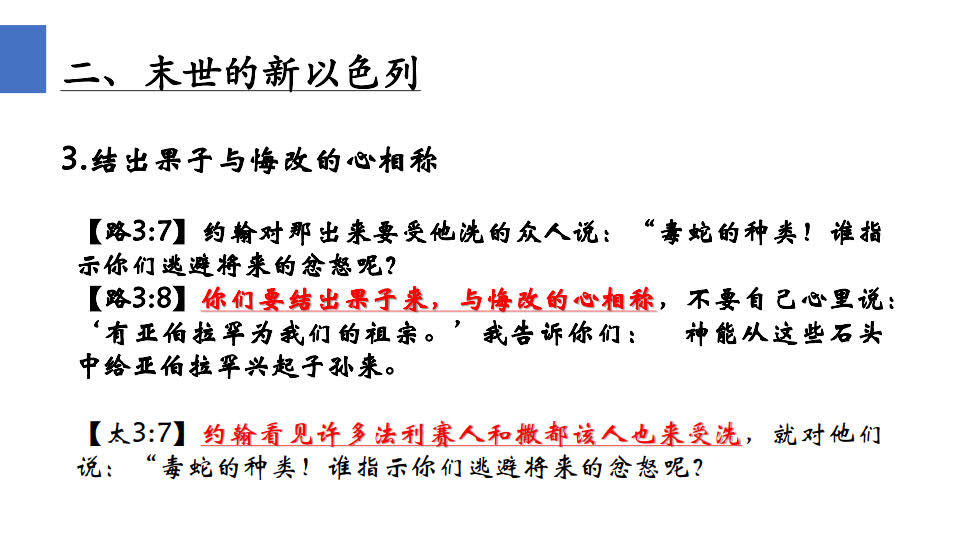 二、末世的新以色列
3.结出果子与悔改的心相称
【路3:7】约翰对那出来要受他洗的众人说：“毒蛇的种类！谁指
示你们逃避将来的忿怒呢？
【路3:8】你们要结出果子来，与悔改的心相称，不要自己心里说：
‘有亚伯拉罕为我们的祖宗。’我告诉你们：　神能从这些石头
中给亚伯拉罕兴起子孙来。
【太3:7】约翰看见许多法利赛人和撒都该人也来受洗，就对他们
说：“毒蛇的种类！谁指示你们逃避将来的忿怒呢？